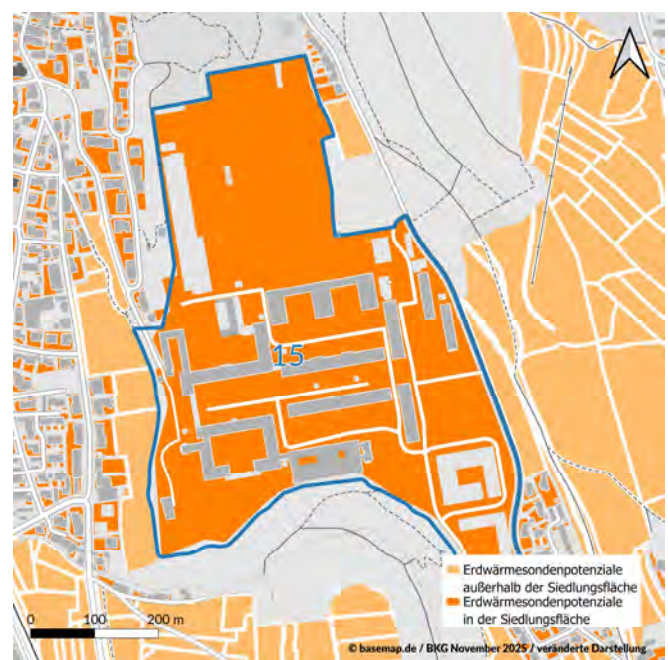 15
Erdwärmesondenpotenziale
außerhalb der Siedlungsfläche
Erdwärmesondenpotenziale
in der Siedlungsfläche
0 100 200 m
© basemap.de / BKG November 2025 / veränderte Darstellung